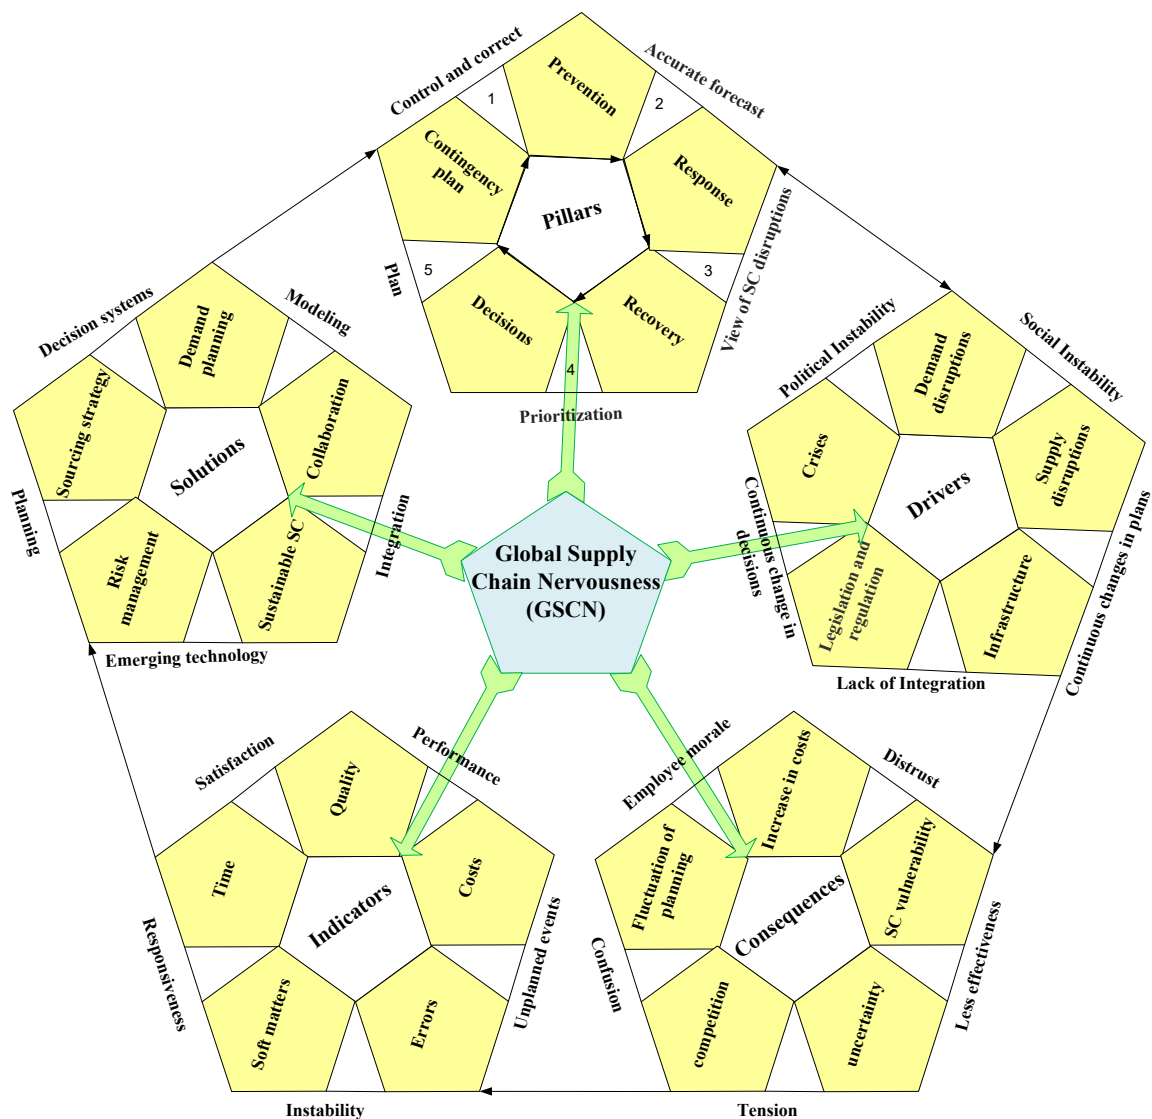 Control and correct
Accurate forecast
1
Prevention
2
Contingency
plan
Response
Pillars
Plan
5
3
View of SC disruptions
Decisions
Recovery
4
Prioritization
Decision systems
Modeling
Demand
planning
Sourcing strategy
Collaboration
Solutions
Planning
Integration
Risk
management
Sustainable SC
Emerging technology
Political Instability
Social Instability
Demand
disruptions
Crises
Supply
disruptions
Drivers
Continuous change in
decisions
Continuous changes in plans
Legislation and
regulation
Infrastructure
Lack of Integration
Global Supply
Chain Nervousness
(GSCN)
Satisfaction
Performance
Quality
Time
Costs
Indicators
Responsiveness
Unplanned events
Soft matters
Errors
Instability
Employee morale
Distrust
Increase in costs
Fluctuation of
planning
SC vulnerability
Consequences
Confusion
Less effectiveness
competition
uncertainty
Tension